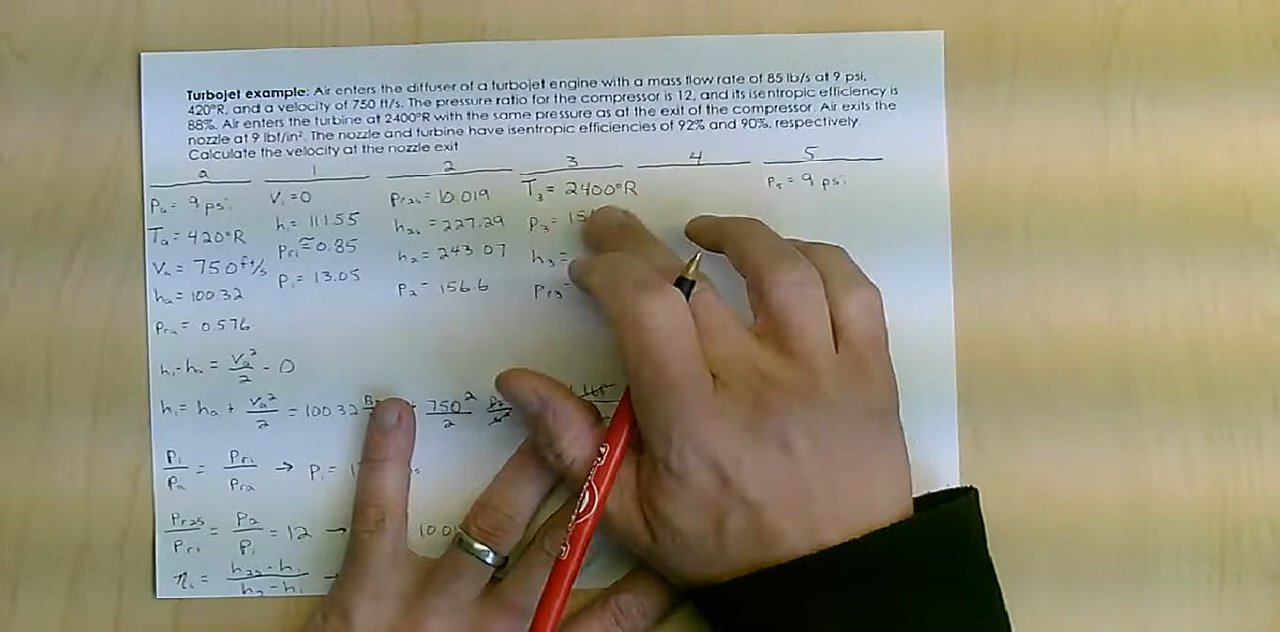 Turbojet example: Air enters the diffuser of a turbojet engine with a mass flow rate of 85 lb/s at 9 psi,
420°R, and a velocity of 750 ft/s. The pressure ratio for the compressor is 12, and its isentropic efficiency is
88%. Air enters the turbine at 2400°R with the same pressure as at the exit of the compressor. Air exits the
nozzle at 9 lbf/in². The nozzle and turbine have isentropic efficiencies of 92% and 90%, respectively.
Calculate the velocity at the nozzle exit
a 1 2 3 4 5
Pa = 9 psi V1 = 0 Pr2s = 10.019 T3 = 2400°R P5 = 9 psi
Ta = 420°R h1 = 111.55 h2s = 227.29 P3 = 15
Va = 750 ft/s Pr1 ≅ 0.85 h2 = 243.07 h3 =
ha = 100.32 P1 = 13.05 P2 = 156.6 Pr3 =
Pra = 0.576
h1 - ha = Va²/2 - 0
h1 = ha + Va²/2 = 100.32 + 750²/2
P1/Pa = Pr1/Pra → P1 =
Pr2s/Pr1 = P2/P1 = 12 →
ηc = h2s - h1 / h2 - h1